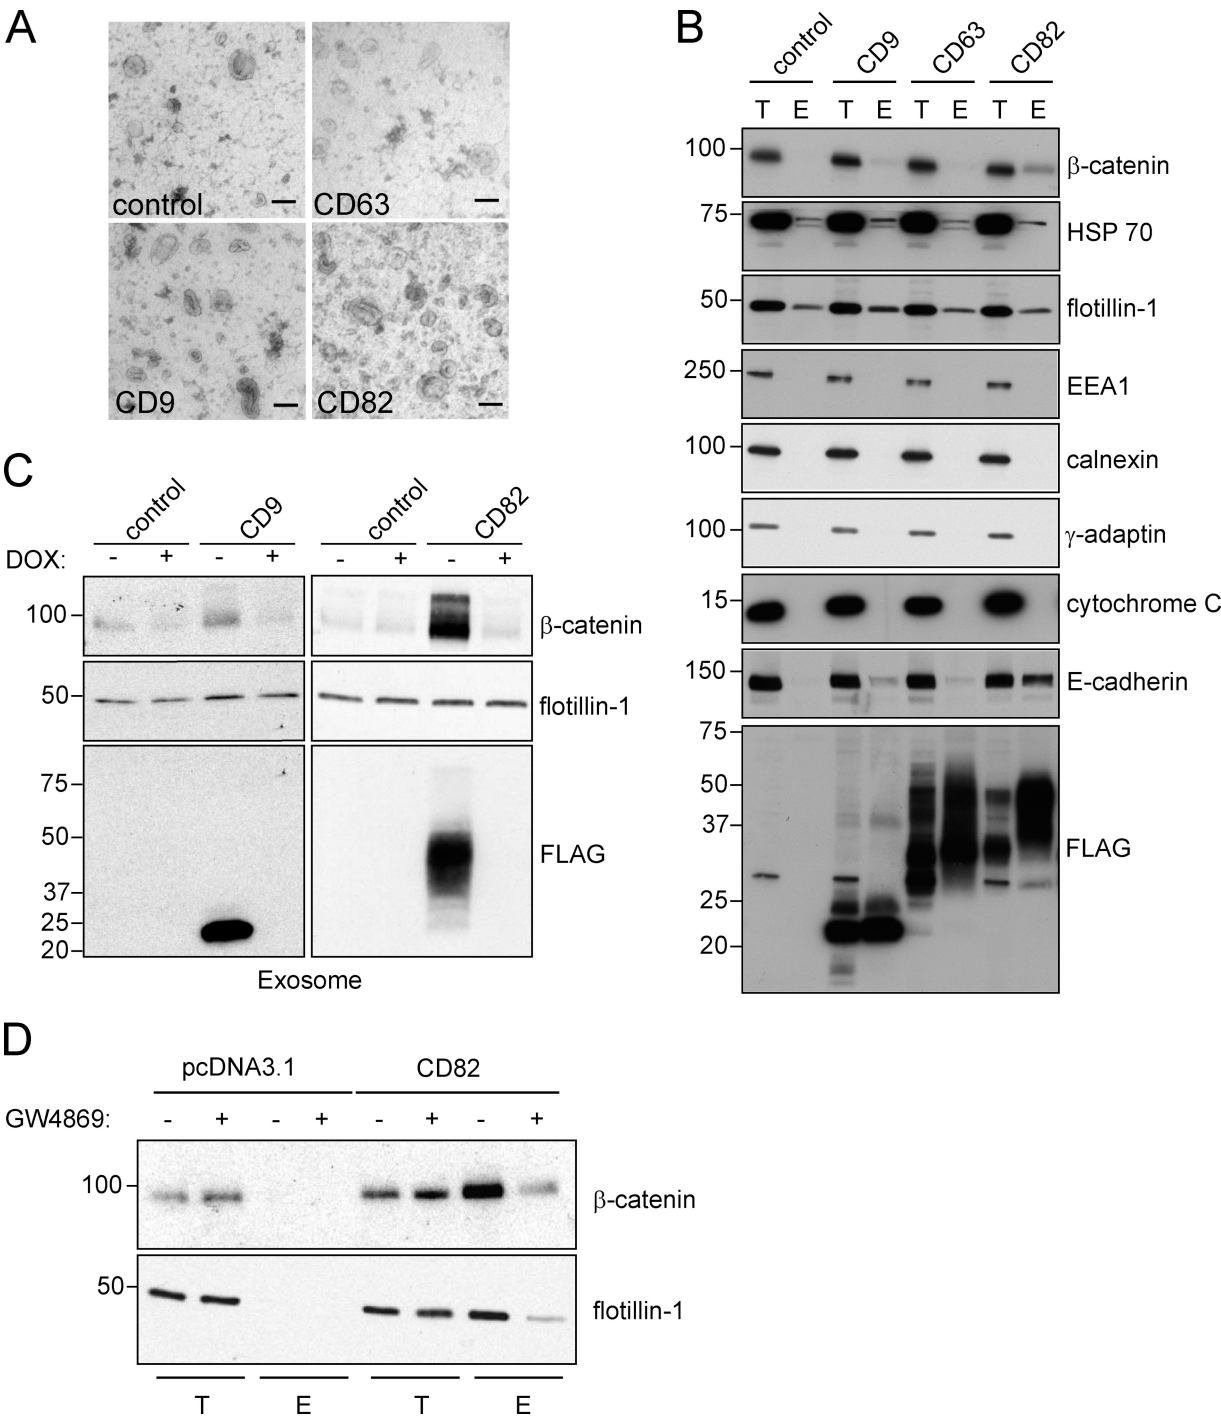 A
control
CD63
CD9
CD82
B
control CD9 CD63 CD82
T E T E T E T E
100 β-catenin
75 HSP 70
50 flotillin-1
250 EEA1
100 calnexin
100 γ-adaptin
15 cytochrome C
150 E-cadherin
75
50
37
FLAG
25
20
C
control CD9 control CD82
DOX: - + - + - + - +
100 β-catenin
50 flotillin-1
75
50
FLAG
37
25
20
Exosome
D
pcDNA3.1 CD82
GW4869: - + - + - + - +
100 β-catenin
50 flotillin-1
T E T E